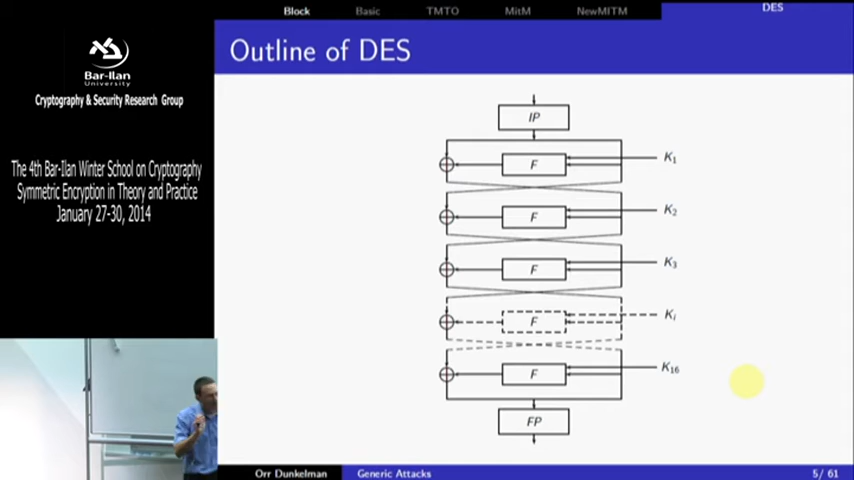 Block Basic TMTO MitM NewMITM DES
Outline of DES
Bar-Ilan
University
Cryptography & Security Research Group
The 4th Bar-Ilan Winter School on Cryptography
Symmetric Encryption in Theory and Practice
January 27-30, 2014
IP
F K1
F K2
F K3
F Ki
F K16
FP
Orr Dunkelman Generic Attacks 5 / 61